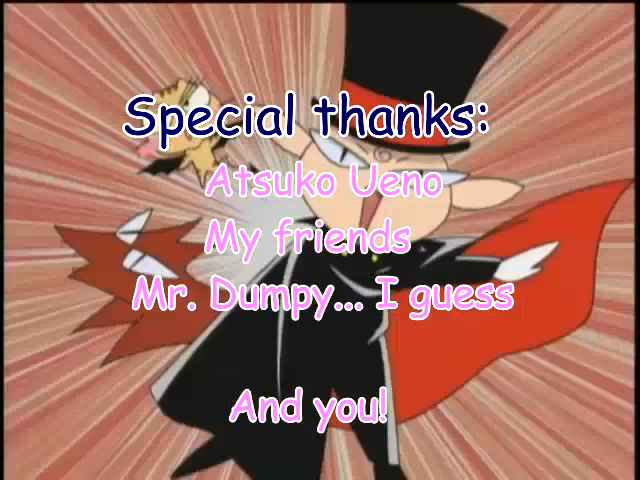 Special thanks:
Atsuko Ueno
My friends
Mr. Dumpy... I guess
And you!